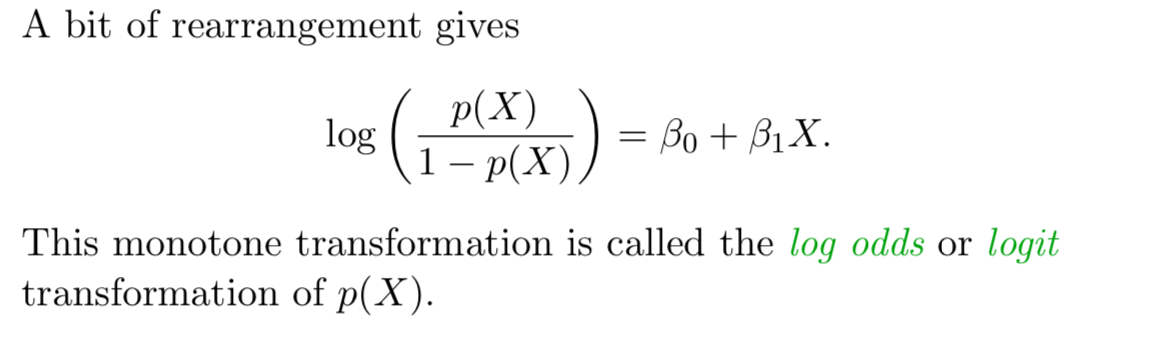 A bit of rearrangement gives
log ( p(X) / 1 − p(X) ) = β₀ + β₁X.
This monotone transformation is called the log odds or logit
transformation of p(X).